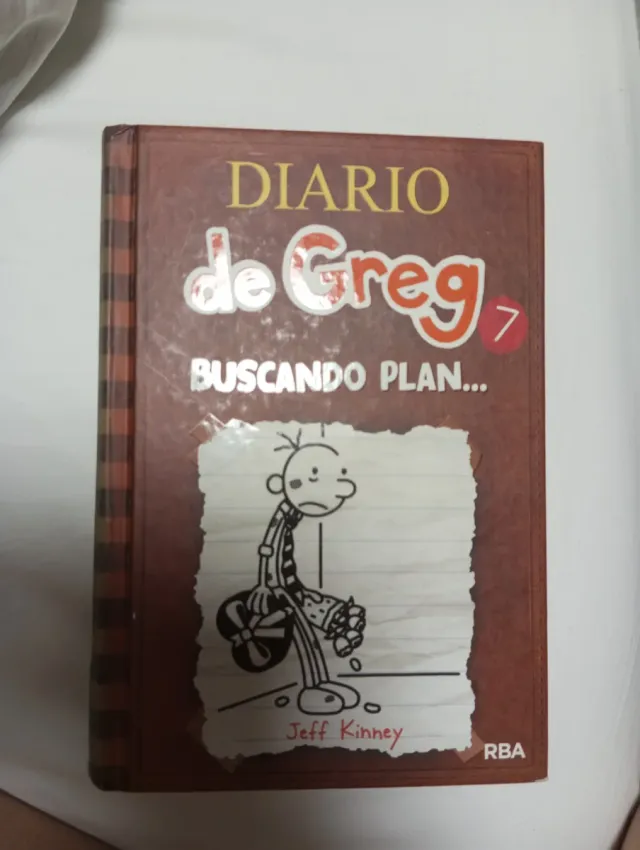 DIARIO
de Greg
7
BUSCANDO PLAN...
Jeff Kinney
RBA